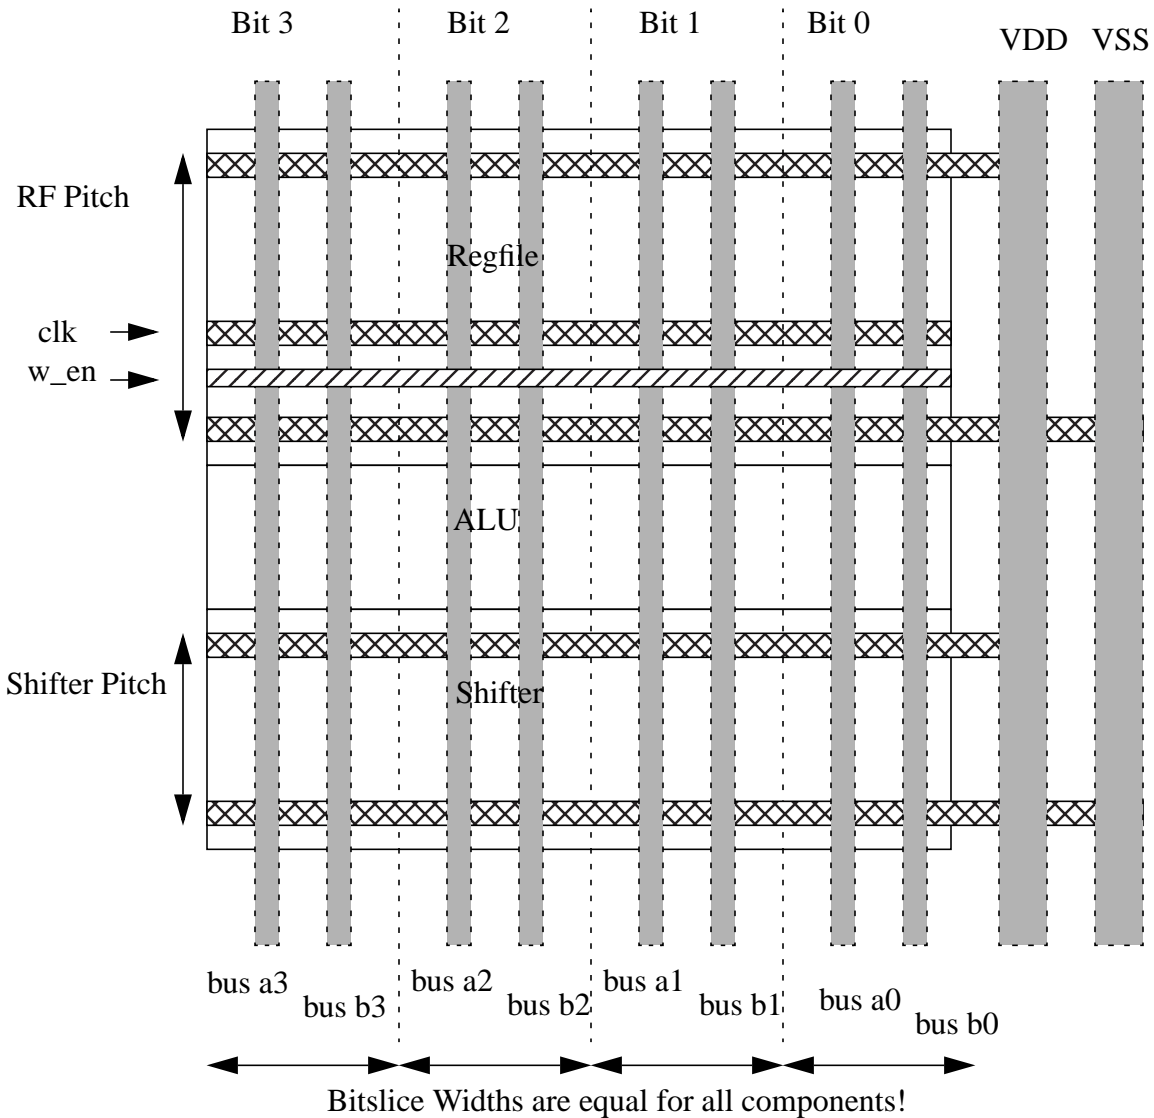 Bit 3
Bit 2
Bit 1
Bit 0
VDD
VSS
RF Pitch
Regfile
clk
w_en
ALU
Shifter Pitch
Shifter
bus a3
bus b3
bus a2
bus b2
bus a1
bus b1
bus a0
bus b0
Bitslice Widths are equal for all components!